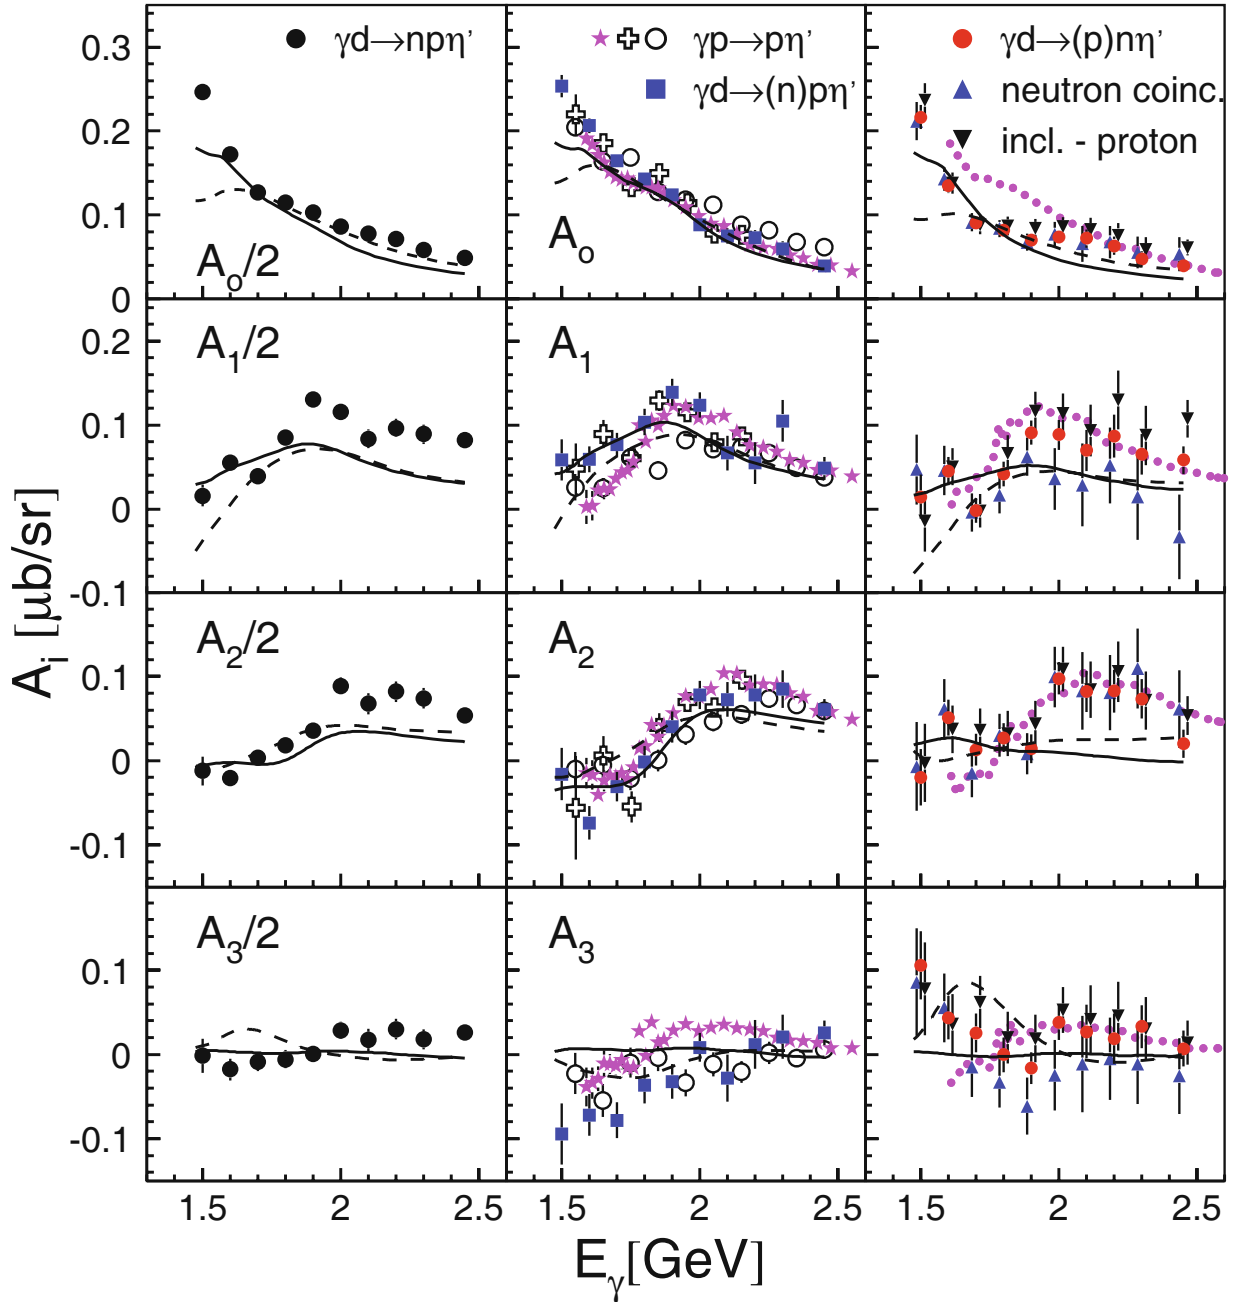 γd→npη'
γp→pη'
γd→(n)pη'
γd→(p)nη'
neutron coinc.
incl. - proton
0.3
0.2
0.1
0
A₀/2
A₀
0.2
0.1
0
-0.1
A₁/2
A₁
0.1
0
-0.1
A₂/2
A₂
0.1
0
-0.1
A₃/2
A₃
Aᵢ [μb/sr]
1.5 2 2.5 1.5 2 2.5 1.5 2 2.5
E_γ[GeV]